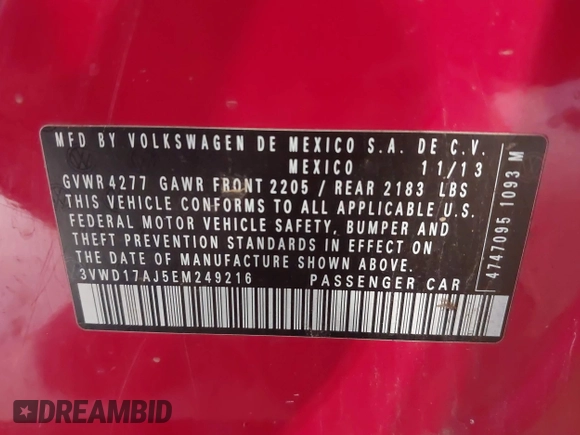 MFD BY VOLKSWAGEN DE MEXICO S.A. DE C.V.
MEXICO 11/13
GVWR 4277 GAWR FRONT 2205 / REAR 2183 LBS
THIS VEHICLE CONFORMS TO ALL APPLICABLE U.S.
FEDERAL MOTOR VEHICLE SAFETY, BUMPER AND
THEFT PREVENTION STANDARDS IN EFFECT ON
THE DATE OF MANUFACTURE SHOWN ABOVE.
3VWD17AJ5EM249216 PASSENGER CAR
4747095 1093 M
DREAMBID